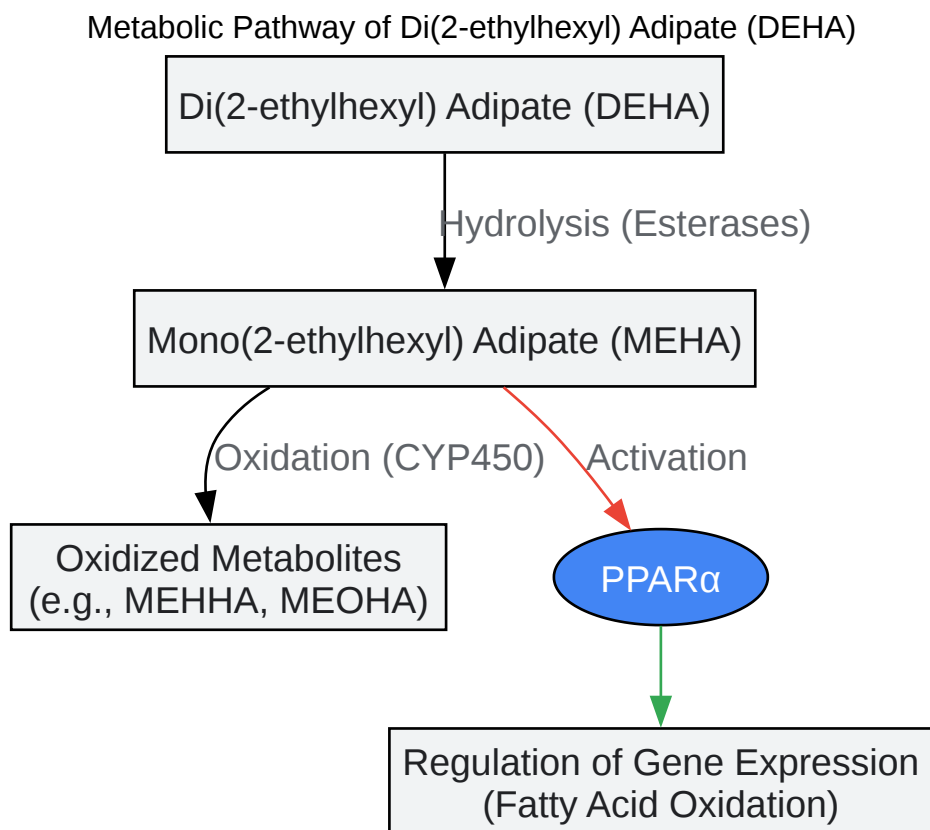 Metabolic Pathway of Di(2-ethylhexyl) Adipate (DEHA)
Di(2-ethylhexyl) Adipate (DEHA)
Hydrolysis (Esterases)
Mono(2-ethylhexyl) Adipate (MEHA)
Oxidation (CYP450)
Activation
Oxidized Metabolites
(e.g., MEHHA, MEOHA)
PPARα
Regulation of Gene Expression
(Fatty Acid Oxidation)